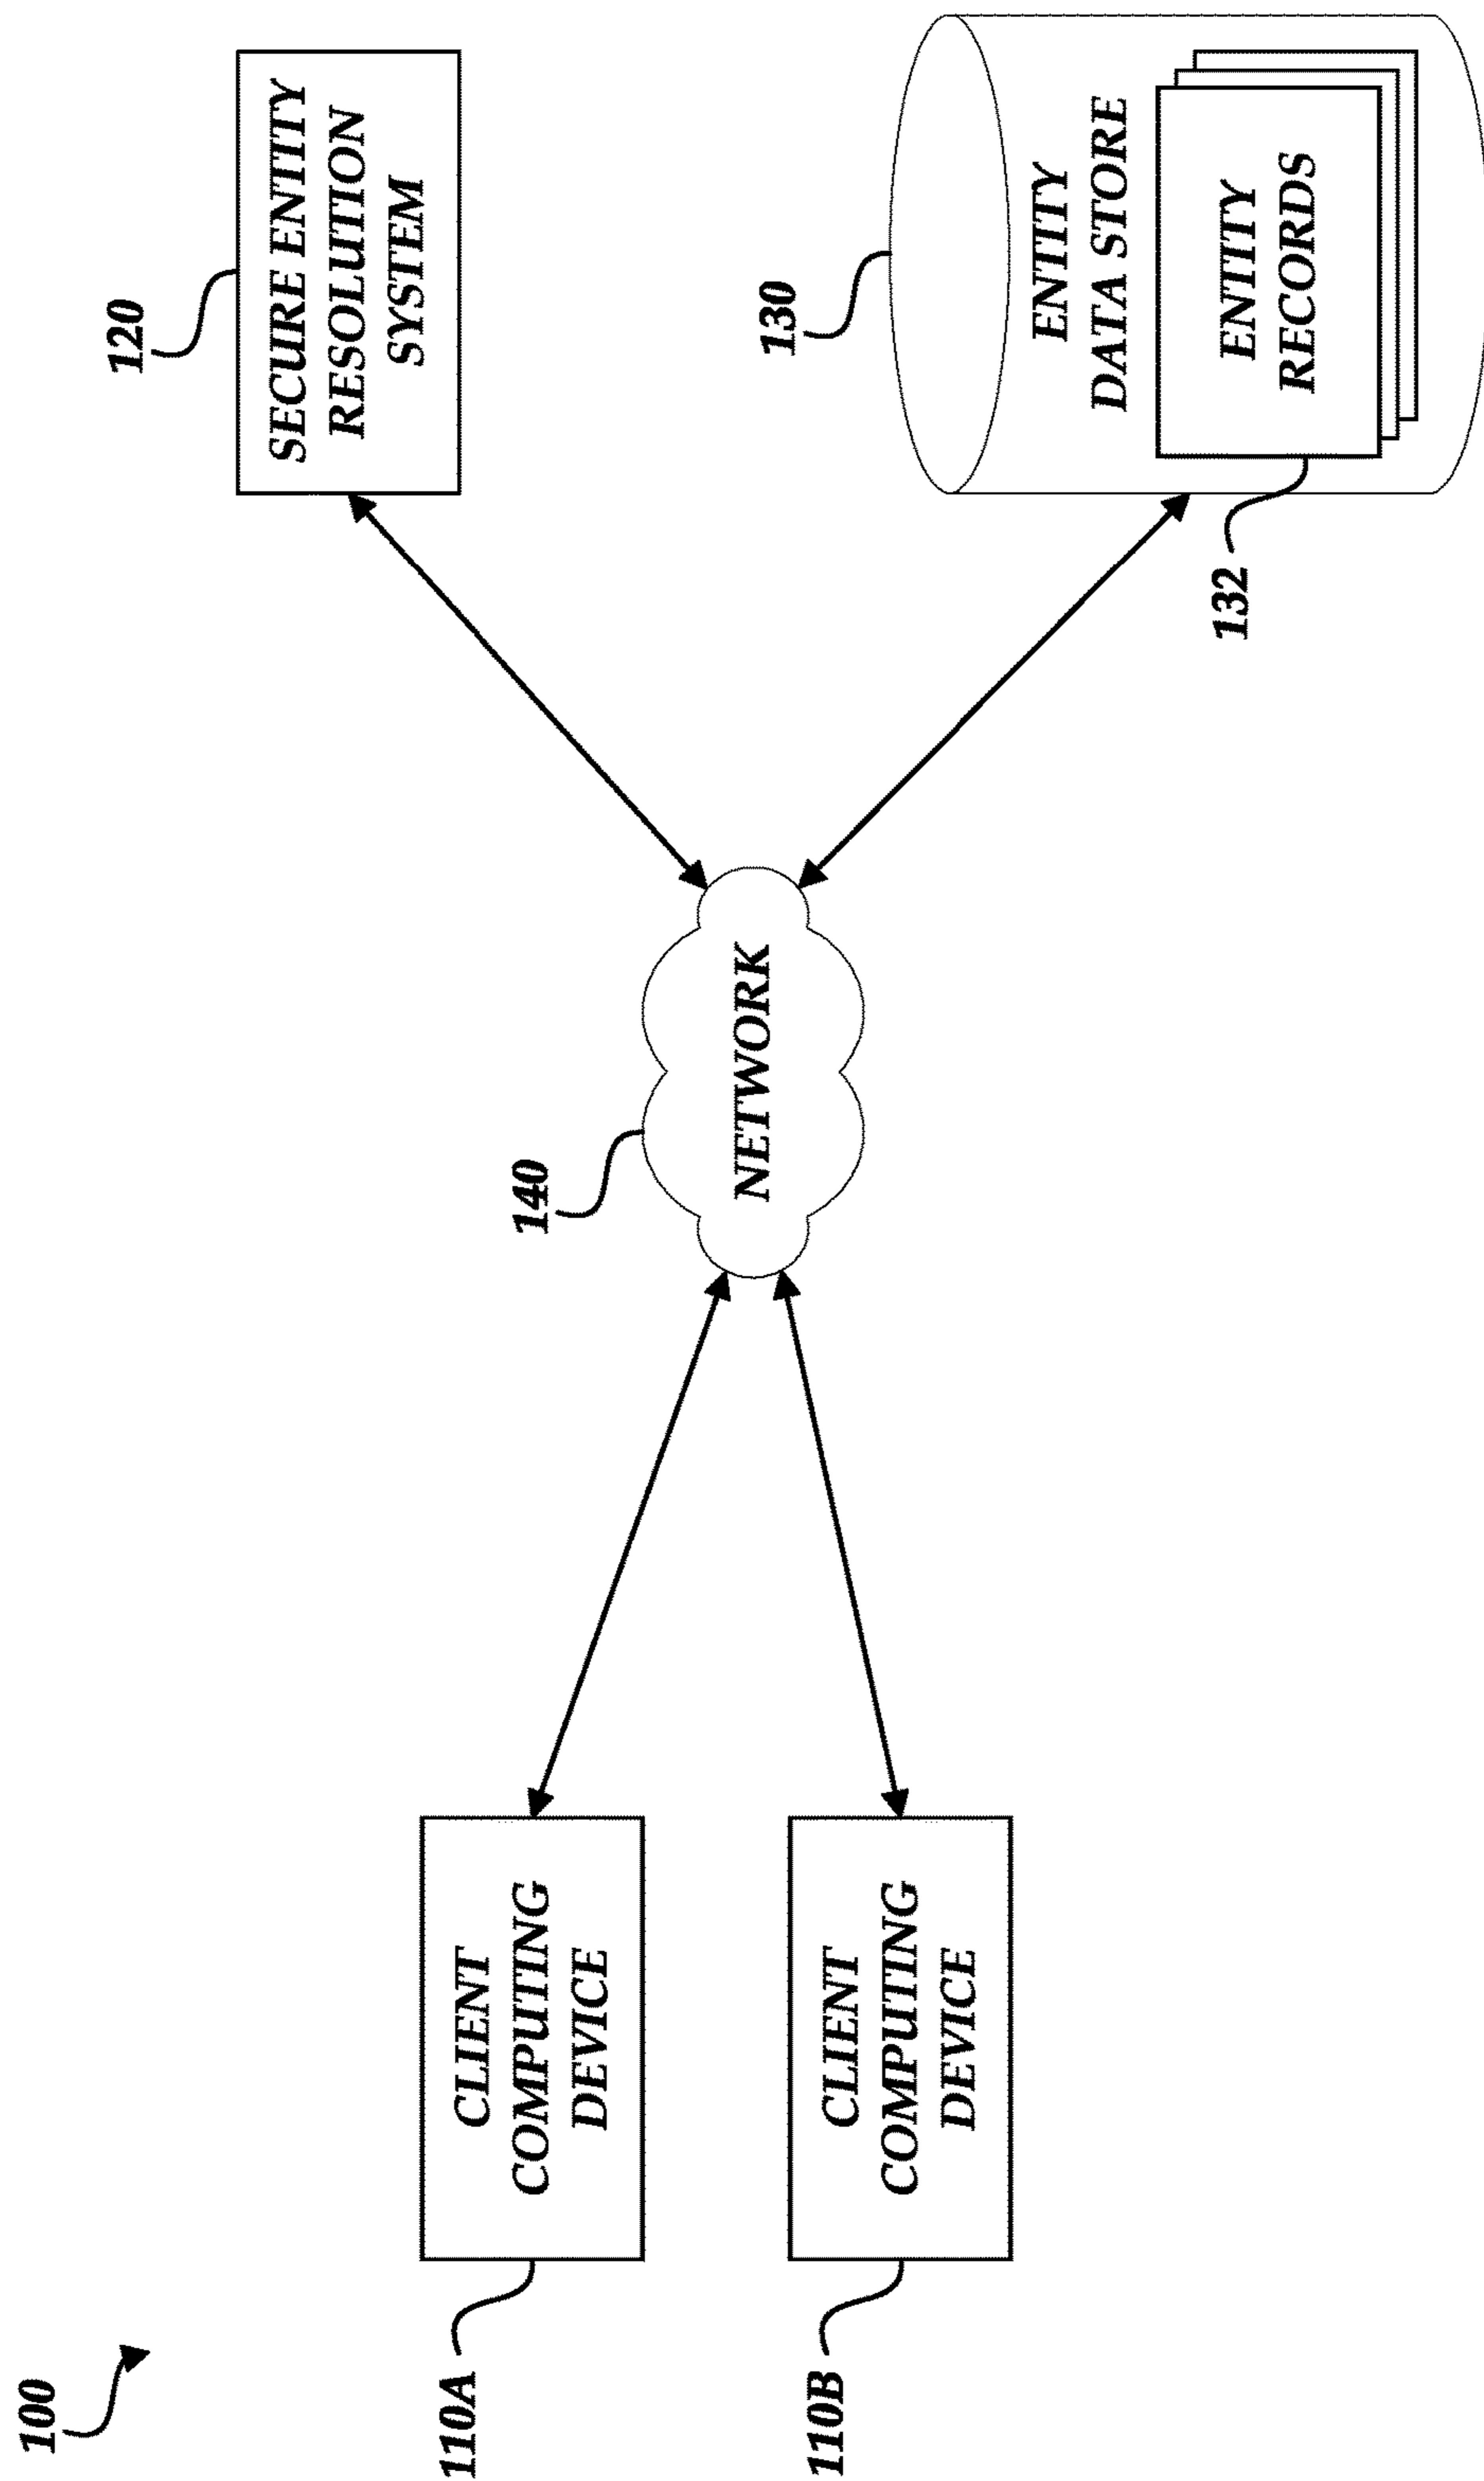 100
110A
CLIENT
COMPUTING
DEVICE
110B
CLIENT
COMPUTING
DEVICE
140
NETWORK
120
SECURE ENTITY
RESOLUTION
SYSTEM
130
ENTITY
DATA STORE
132
ENTITY
RECORDS